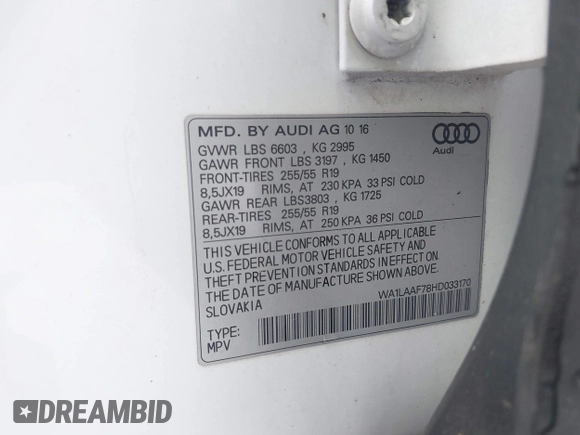 MFD. BY AUDI AG 10 16
GVWR LBS 6603 , KG 2995
GAWR FRONT LBS 3197 , KG 1450
FRONT-TIRES 255/55 R19
8,5JX19 RIMS, AT 230 KPA 33 PSI COLD
GAWR REAR LBS3803 , KG 1725
REAR-TIRES 255/55 R19
8,5JX19 RIMS, AT 250 KPA 36 PSI COLD
Audi
THIS VEHICLE CONFORMS TO ALL APPLICABLE
U.S. FEDERAL MOTOR VEHICLE SAFETY AND
THEFT PREVENTION STANDARDS IN EFFECT ON
THE DATE OF MANUFACTURE SHOWN ABOVE.
SLOVAKIA
WA1LAAF78HD033170
TYPE:
MPV
DREAMBID